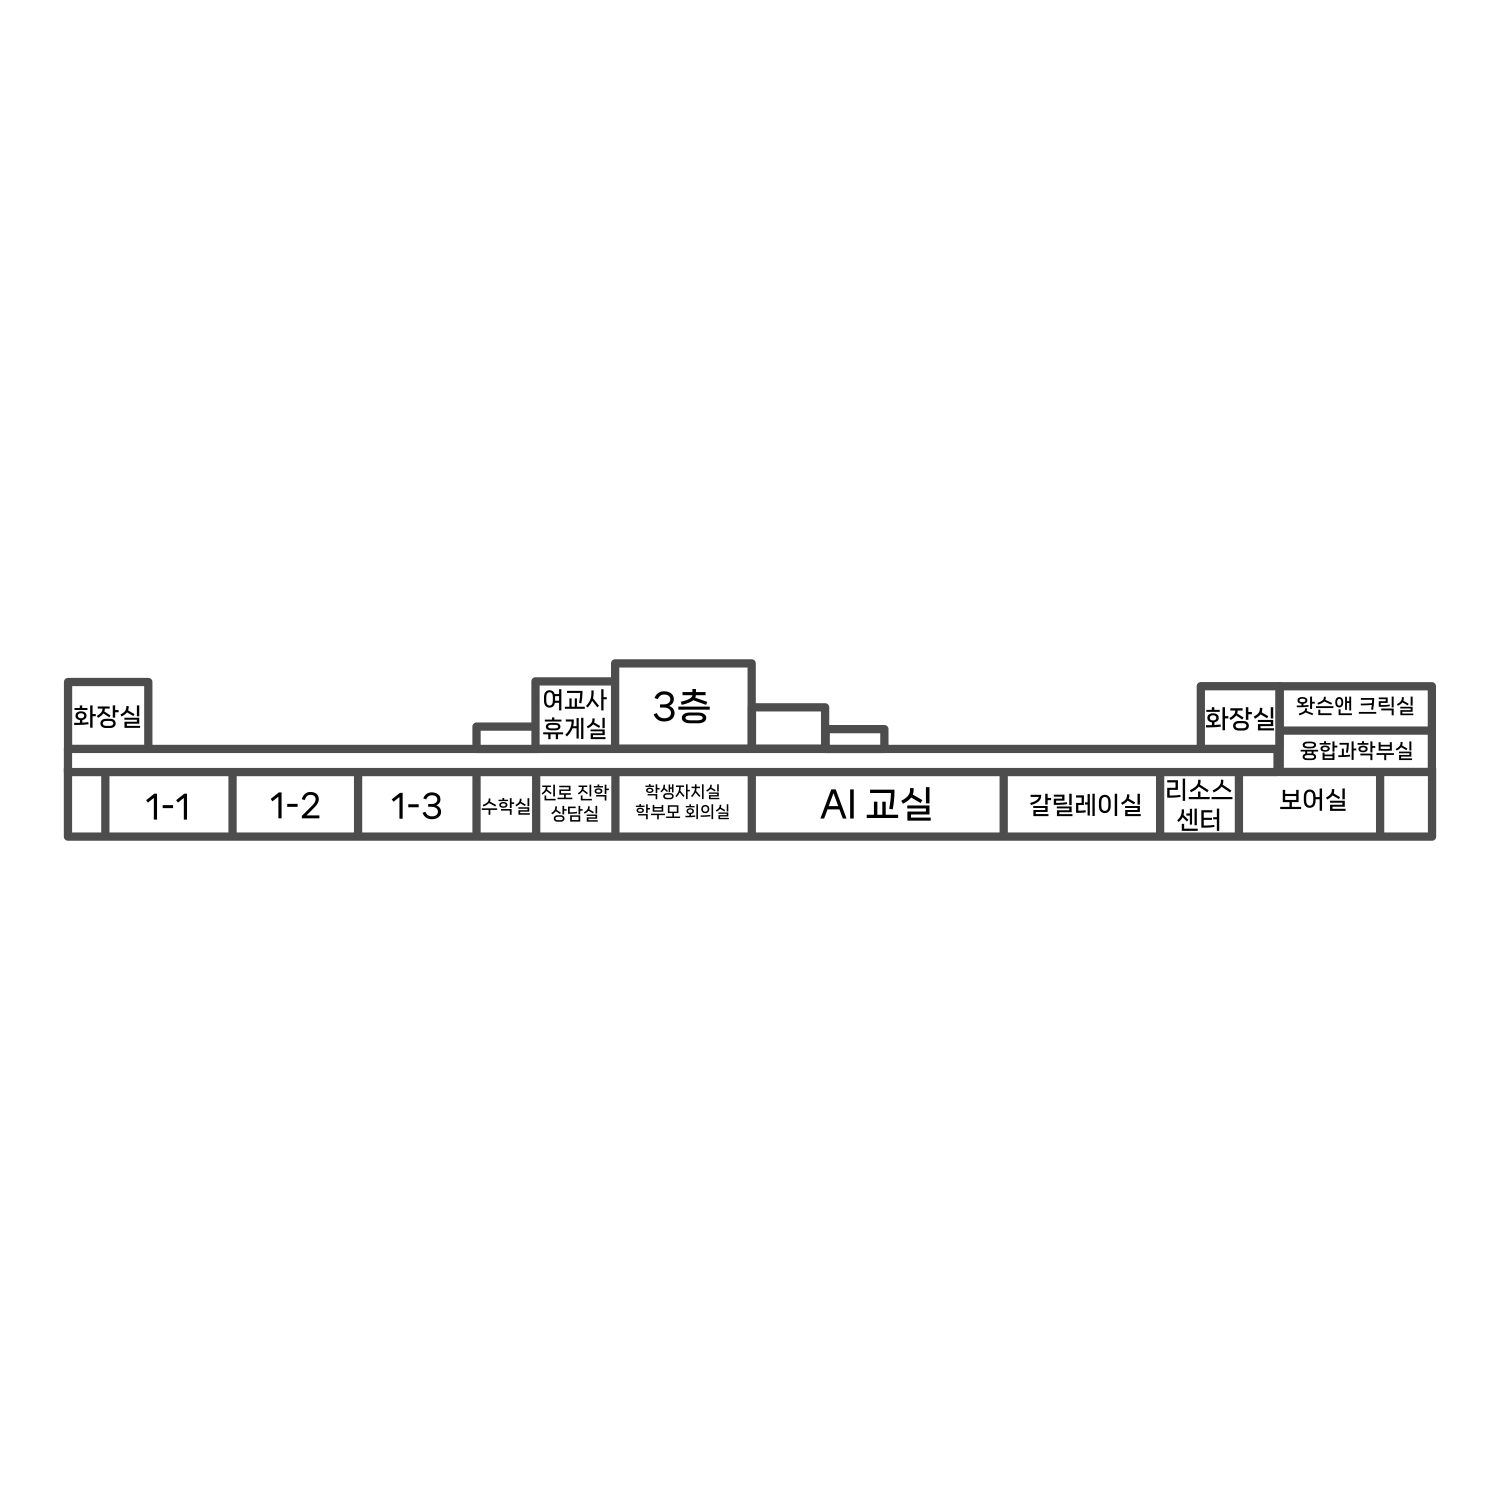 화장실
여교사
휴게실
3층
화장실
왓슨앤 크릭실
융합과학부실
1-1
1-2
1-3
수학실
진로 진학
상담실
학생자치실
학부모 회의실
AI 교실
갈릴레이실
리소스
센터
보어실